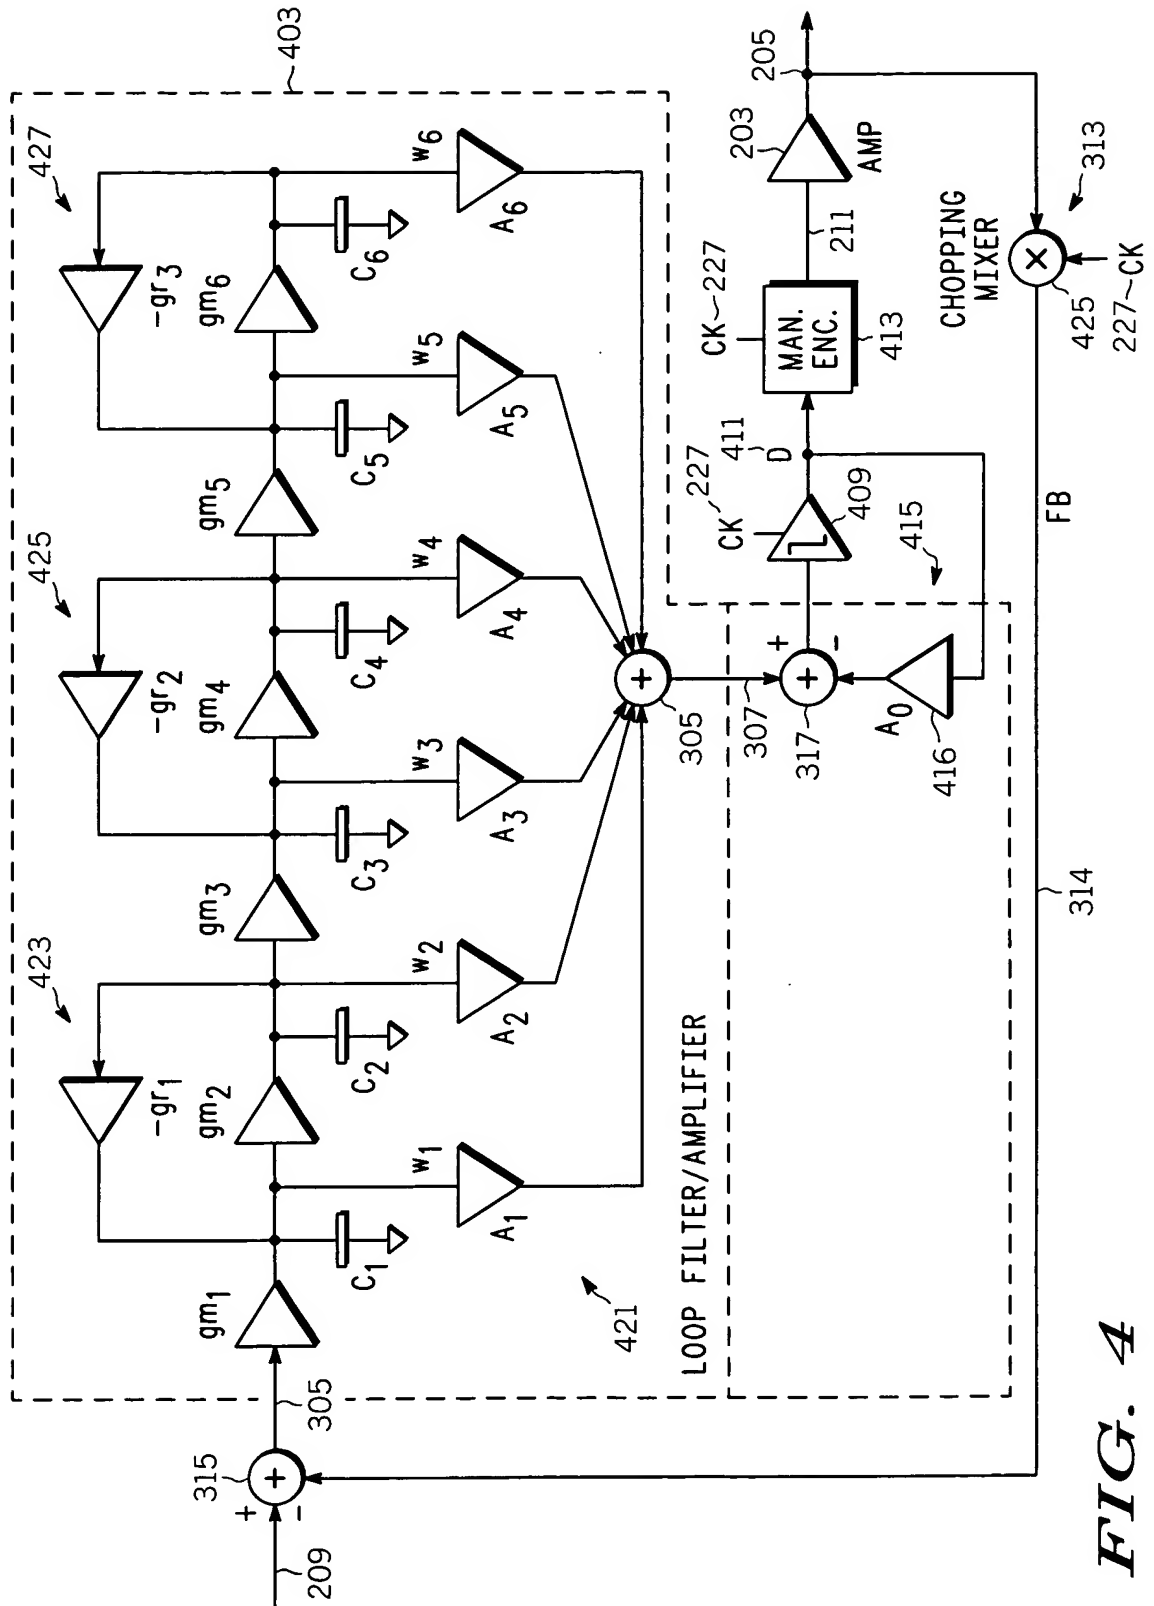 427
425
423
403
-gr1
-gr2
-gr3
gm1
gm2
gm3
gm4
gm5
gm6
C1
C2
C3
C4
C5
C6
w1
w2
w3
w4
w5
w6
A1
A2
A3
A4
A5
A6
209
+
-
315
+
305
421
LOOP FILTER/AMPLIFIER
+
305
307
+
-
+
317
A0
416
415
CK
227
409
411
D
CK
227
MAN.
ENC.
413
211
203
AMP
205
CHOPPING
MIXER
313
X
425
227
CK
FB
314
FIG. 4